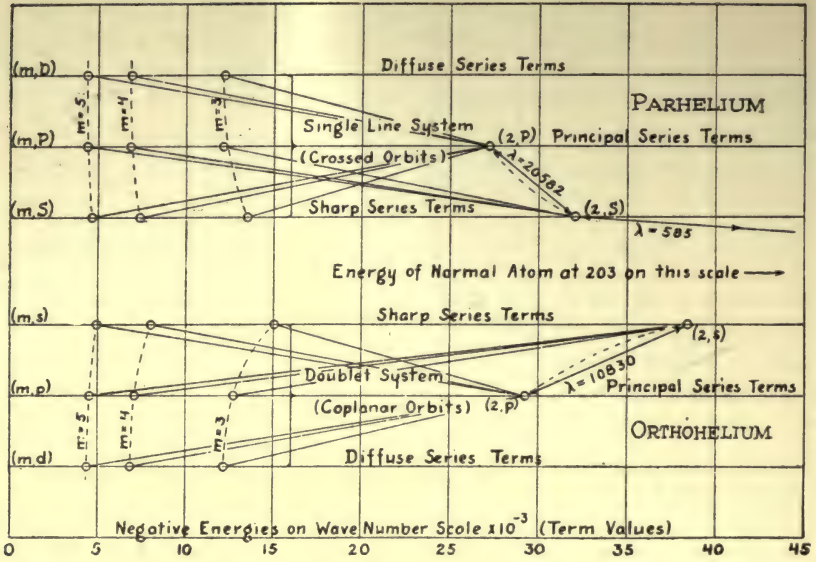 (m,D)
Diffuse Series Terms
m=5
m=4
m=3
PARHELIUM
Single Line System
(2,P)
Principal Series Terms
(m,P)
(Crossed Orbits)
λ=20582
(m,S)
Sharp Series Terms
(2,S)
λ=585
Energy of Normal Atom at 203 on this scale
(m,s)
Sharp Series Terms
(2,s)
Doublet System
λ=10830
(m,p)
Principal Series Terms
(Coplanar Orbits)
(2,p)
m=5
m=4
m=3
ORTHOHELIUM
(m,d)
Diffuse Series Terms
Negative Energies on Wave Number Scale ×10⁻³ (Term Values)
0 5 10 15 20 25 30 35 40 45